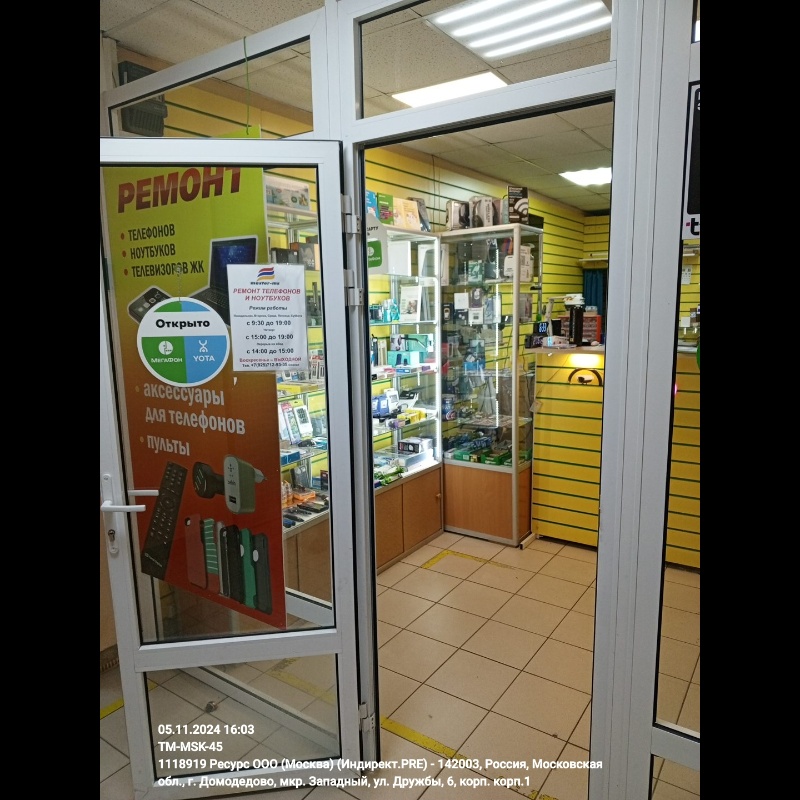 РЕМОНТ
• ТЕЛЕФОНОВ
• НОУТБУКОВ
• ТЕЛЕВИЗОРОВ ЖК
РЕМОНТ ТЕЛЕФОНОВ
И НОУТБУКОВ
Режим работы
с 9:30 до 19:00
с 15:00 до 19:00
с 14:00 до 15:00
Воскресенье - ВЫХОДНОЙ
Открыто
МЕГАФОН
YOTA
• аксессуары
для телефонов
• пульты
05.11.2024 16:03
TM-MSK-45
1118919 Ресурс ООО (Москва) (Индирект.PRE) - 142003, Россия, Московская
обл., г. Домодедово, мкр. Западный, ул. Дружбы, 6, корп. корп.1